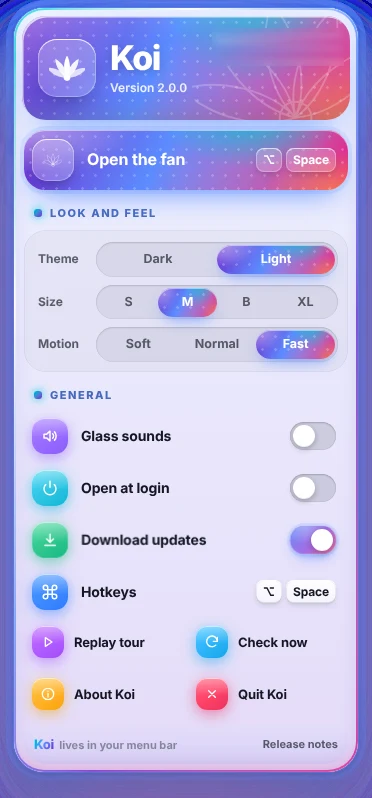 Koi
Version 2.0.0
Open the fan ⌥ Space
LOOK AND FEEL
Theme Dark Light
Size S M B XL
Motion Soft Normal Fast
GENERAL
Glass sounds
Open at login
Download updates
Hotkeys ⌥ Space
Replay tour Check now
About Koi Quit Koi
Koi lives in your menu bar Release notes